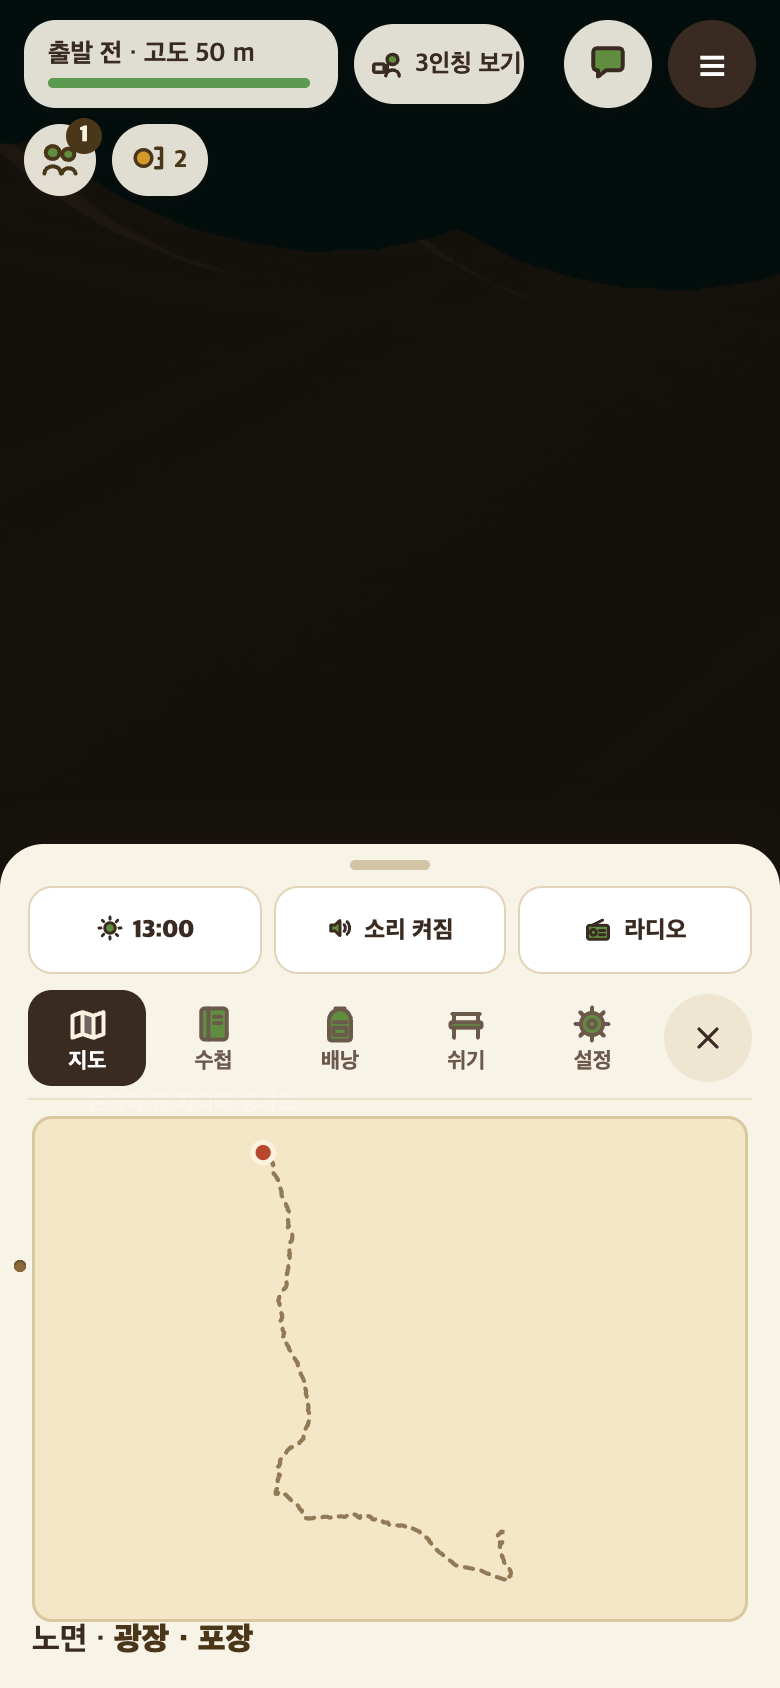 출발 전 · 고도 50 m
3인칭 보기
1
2
13:00
소리 켜짐
라디오
지도
수첩
배낭
쉬기
설정
노면 · 광장 · 포장